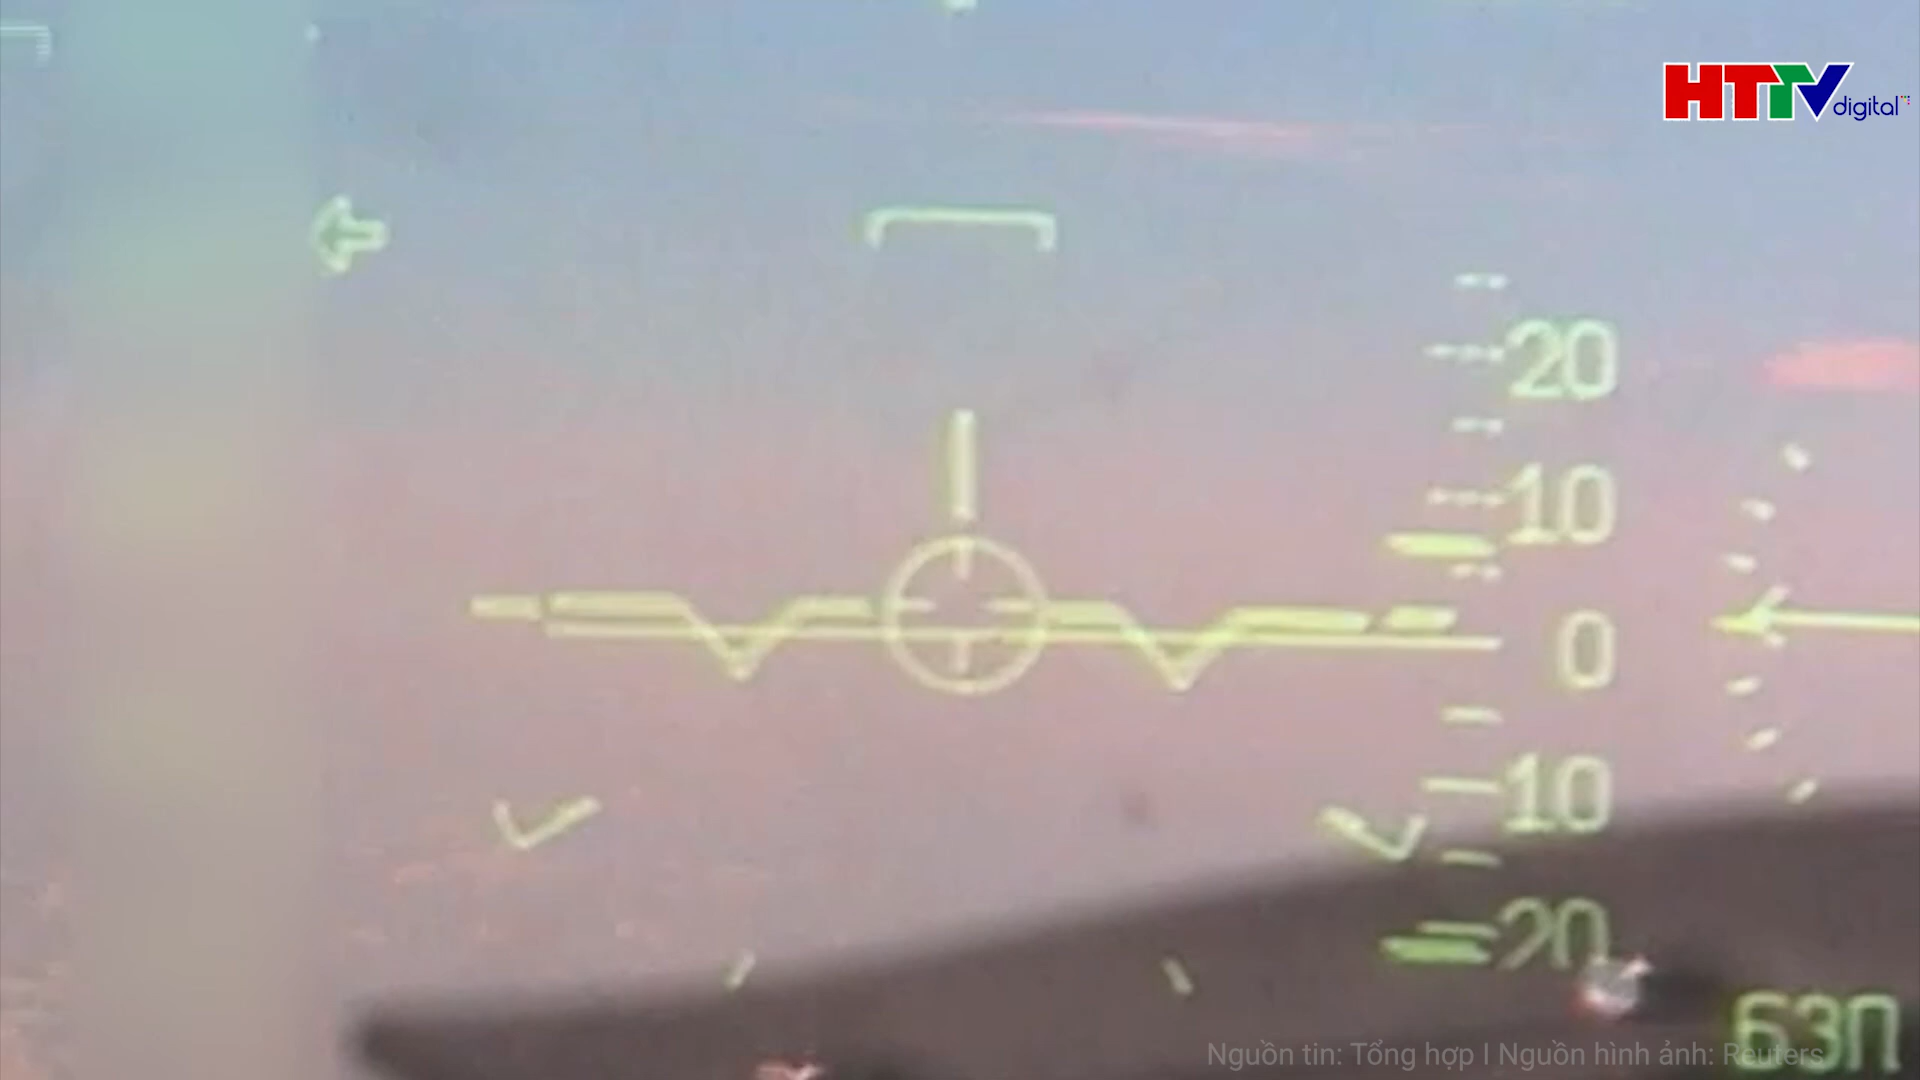 HTTV digital
20
10
0
10
20
63П
Nguồn tin: Tổng hợp I Nguồn hình ảnh: Reuters